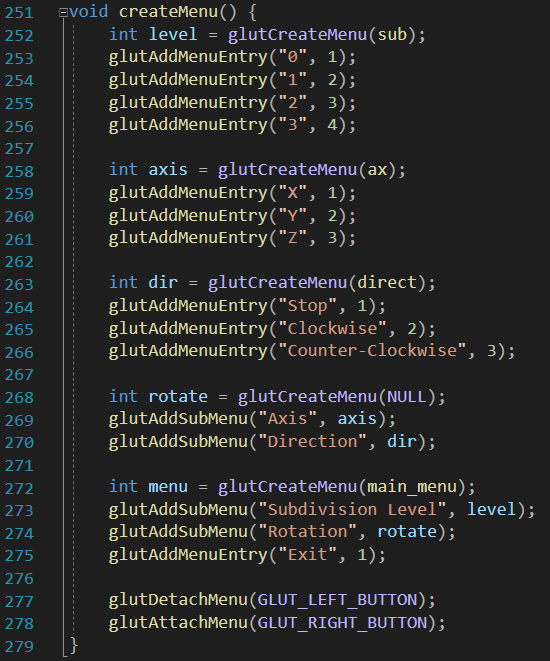 251 void createMenu() {
252     int level = glutCreateMenu(sub);
253     glutAddMenuEntry("0", 1);
254     glutAddMenuEntry("1", 2);
255     glutAddMenuEntry("2", 3);
256     glutAddMenuEntry("3", 4);
257
258     int axis = glutCreateMenu(ax);
259     glutAddMenuEntry("X", 1);
260     glutAddMenuEntry("Y", 2);
261     glutAddMenuEntry("Z", 3);
262
263     int dir = glutCreateMenu(direct);
264     glutAddMenuEntry("Stop", 1);
265     glutAddMenuEntry("Clockwise", 2);
266     glutAddMenuEntry("Counter-Clockwise", 3);
267
268     int rotate = glutCreateMenu(NULL);
269     glutAddSubMenu("Axis", axis);
270     glutAddSubMenu("Direction", dir);
271
272     int menu = glutCreateMenu(main_menu);
273     glutAddSubMenu("Subdivision Level", level);
274     glutAddSubMenu("Rotation", rotate);
275     glutAddMenuEntry("Exit", 1);
276
277     glutDetachMenu(GLUT_LEFT_BUTTON);
278     glutAttachMenu(GLUT_RIGHT_BUTTON);
279 }